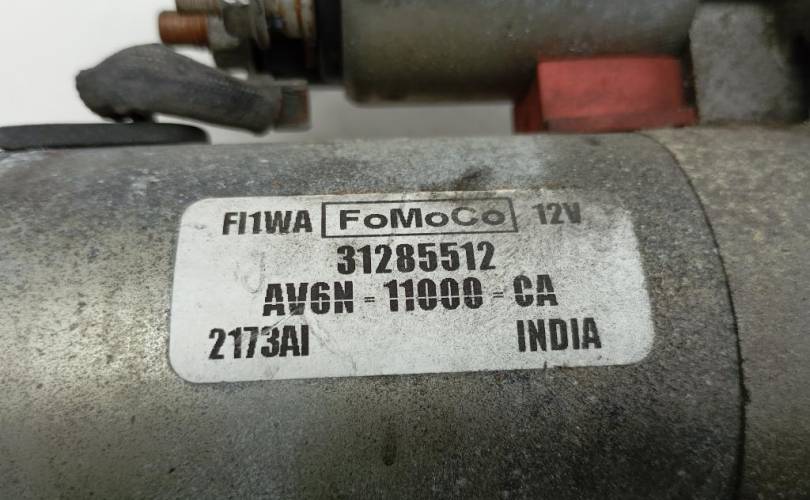 FI1WA FoMoCo 12V
31285512
AV6N-11000-CA
2173AI INDIA